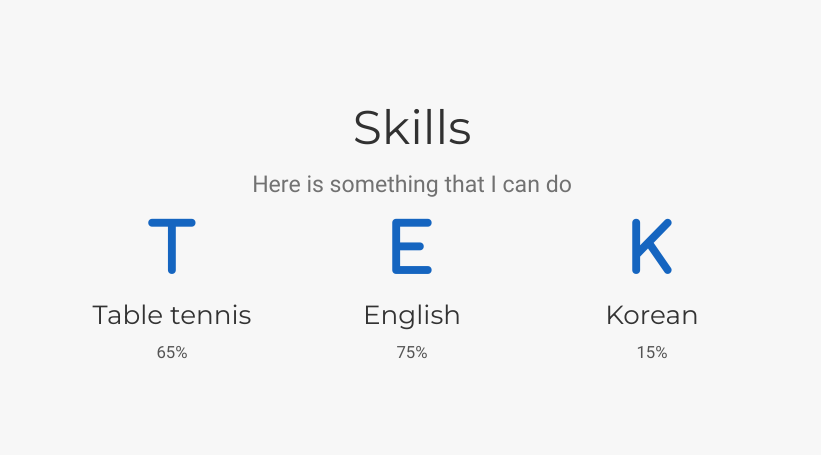 Skills
Here is something that I can do
T E K
Table tennis English Korean
65% 75% 15%